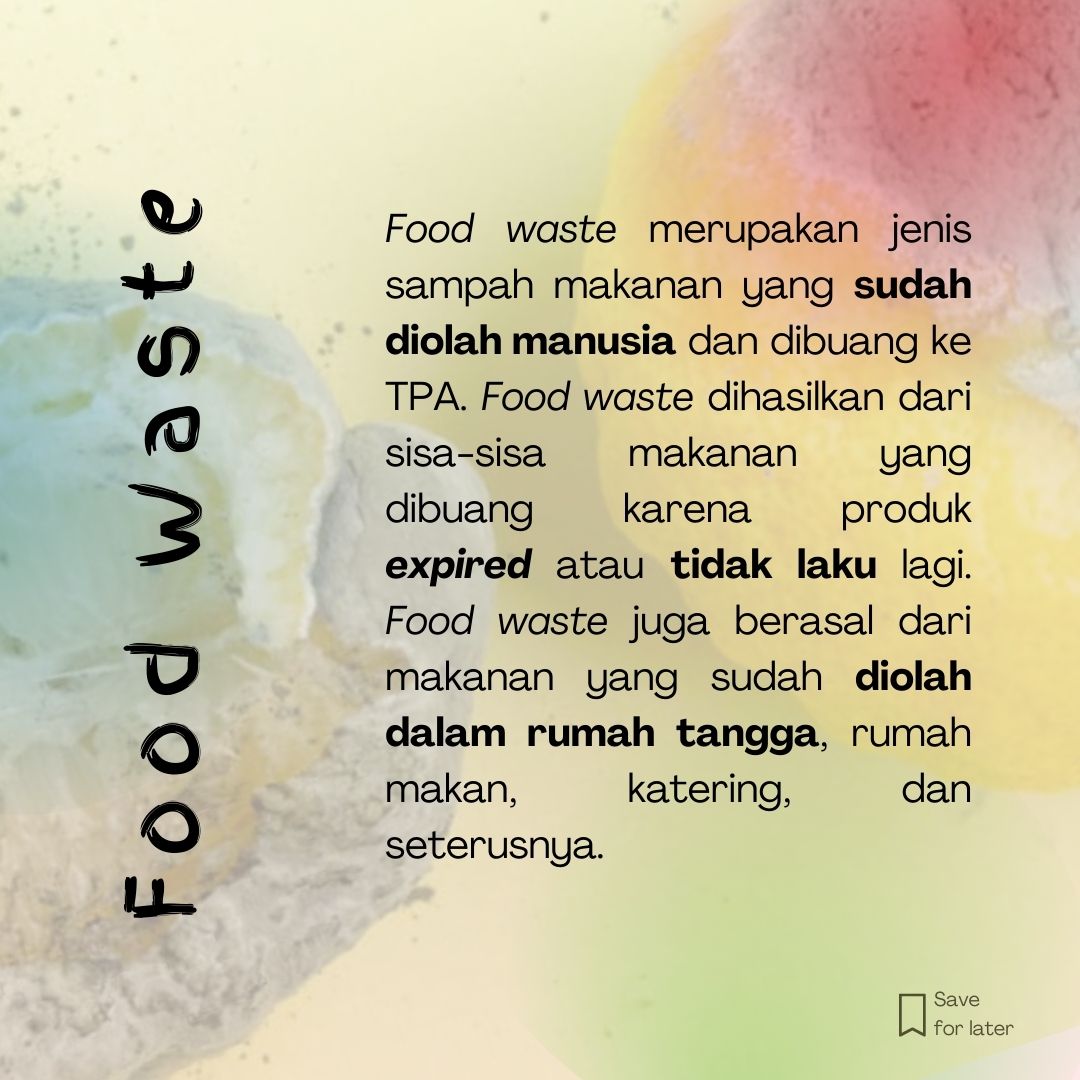 Food waste
Food waste merupakan jenis
sampah makanan yang sudah
diolah manusia dan dibuang ke
TPA. Food waste dihasilkan dari
sisa-sisa makanan yang
dibuang karena produk
expired atau tidak laku lagi.
Food waste juga berasal dari
makanan yang sudah diolah
dalam rumah tangga, rumah
makan, katering, dan
seterusnya.
Save
for later